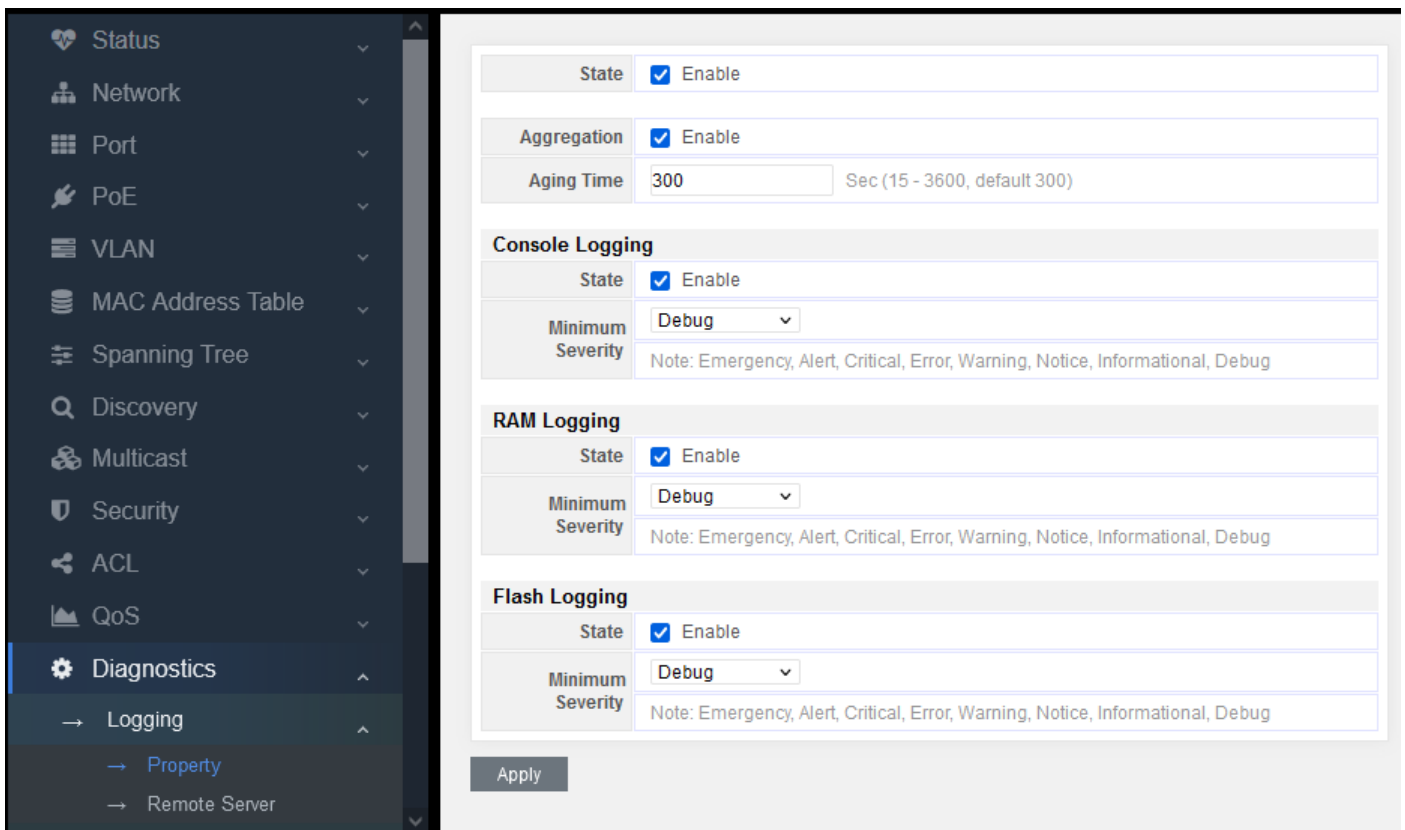 Status
Network
Port
PoE
VLAN
MAC Address Table
Spanning Tree
Discovery
Multicast
Security
ACL
QoS
Diagnostics
→ Logging
→ Property
→ Remote Server
State Enable
Aggregation Enable
Aging Time 300 Sec (15 - 3600, default 300)
Console Logging
State Enable
Minimum Severity Debug
Note: Emergency, Alert, Critical, Error, Warning, Notice, Informational, Debug
RAM Logging
State Enable
Minimum Severity Debug
Note: Emergency, Alert, Critical, Error, Warning, Notice, Informational, Debug
Flash Logging
State Enable
Minimum Severity Debug
Note: Emergency, Alert, Critical, Error, Warning, Notice, Informational, Debug
Apply